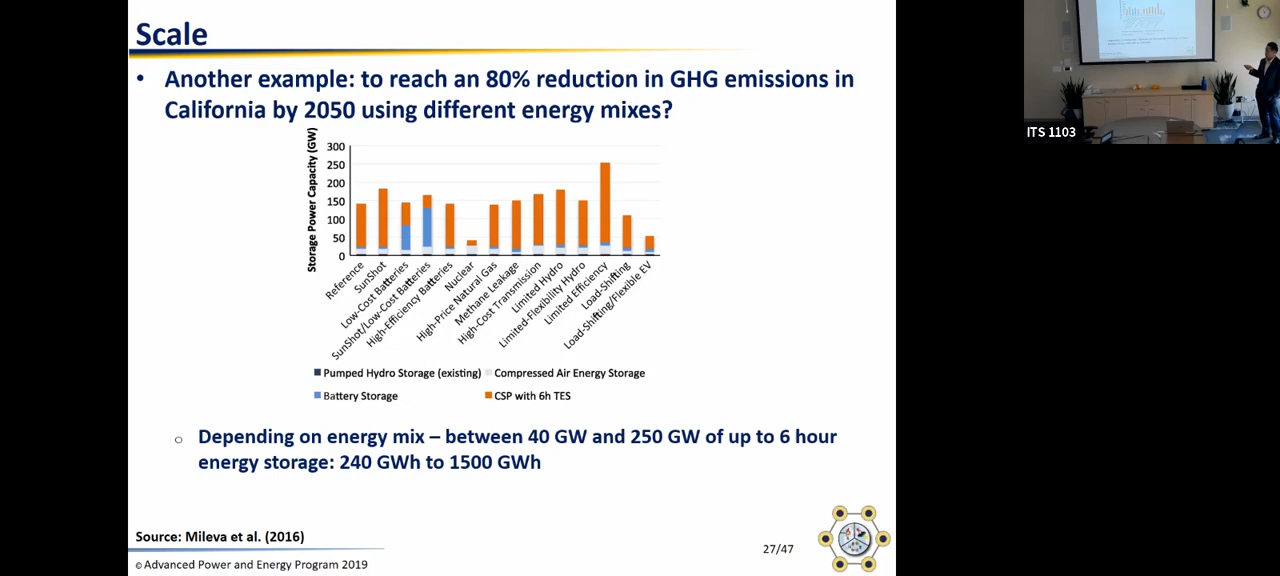 Scale
• Another example: to reach an 80% reduction in GHG emissions in
California by 2050 using different energy mixes?
Storage Power Capacity (GW)
300
250
200
150
100
50
0
Reference
SunShot
Low-Cost Batteries
SunShot/Low-Cost Batteries
High-Efficiency Batteries
Nuclear
High-Price Natural Gas
Methane Leakage
High-Cost Transmission
Limited Hydro
Limited-Flexibility Hydro
Limited Efficiency
Load-Shifting
Load-Shifting/Flexible EV
Pumped Hydro Storage (existing) Compressed Air Energy Storage
Battery Storage CSP with 6h TES
o Depending on energy mix – between 40 GW and 250 GW of up to 6 hour
energy storage: 240 GWh to 1500 GWh
Source: Mileva et al. (2016)
27/47
© Advanced Power and Energy Program 2019
ITS 1103